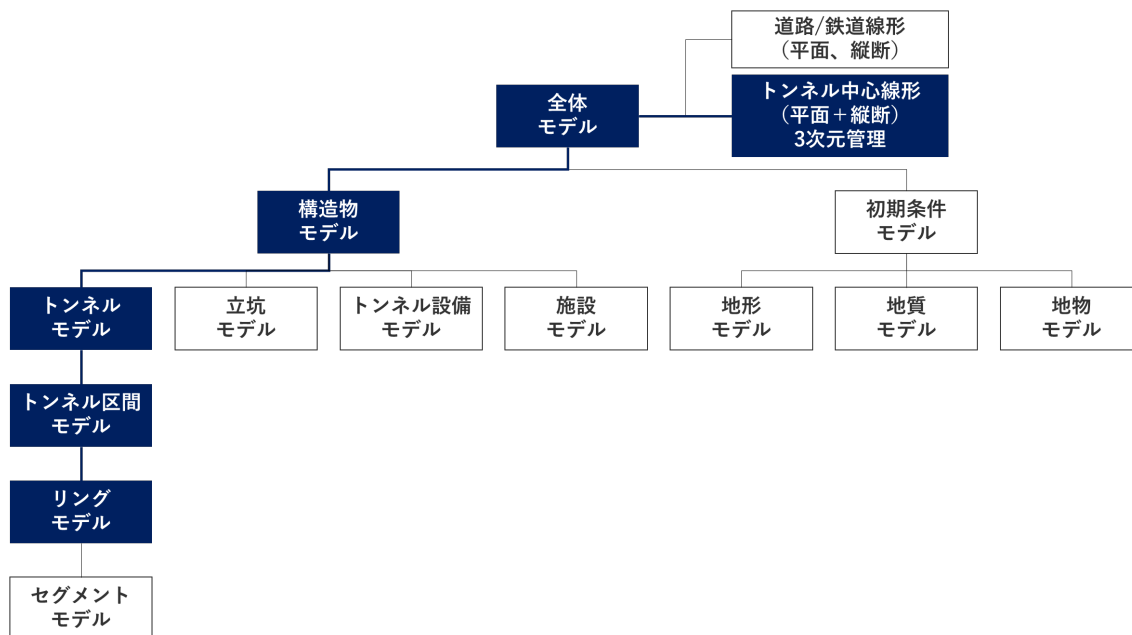 道路/鉄道線形
（平面、縦断）
全体
モデル
トンネル中心線形
（平面＋縦断）
3次元管理
構造物
モデル
初期条件
モデル
トンネル
モデル
立坑
モデル
トンネル設備
モデル
施設
モデル
地形
モデル
地質
モデル
地物
モデル
トンネル区間
モデル
リング
モデル
セグメント
モデル